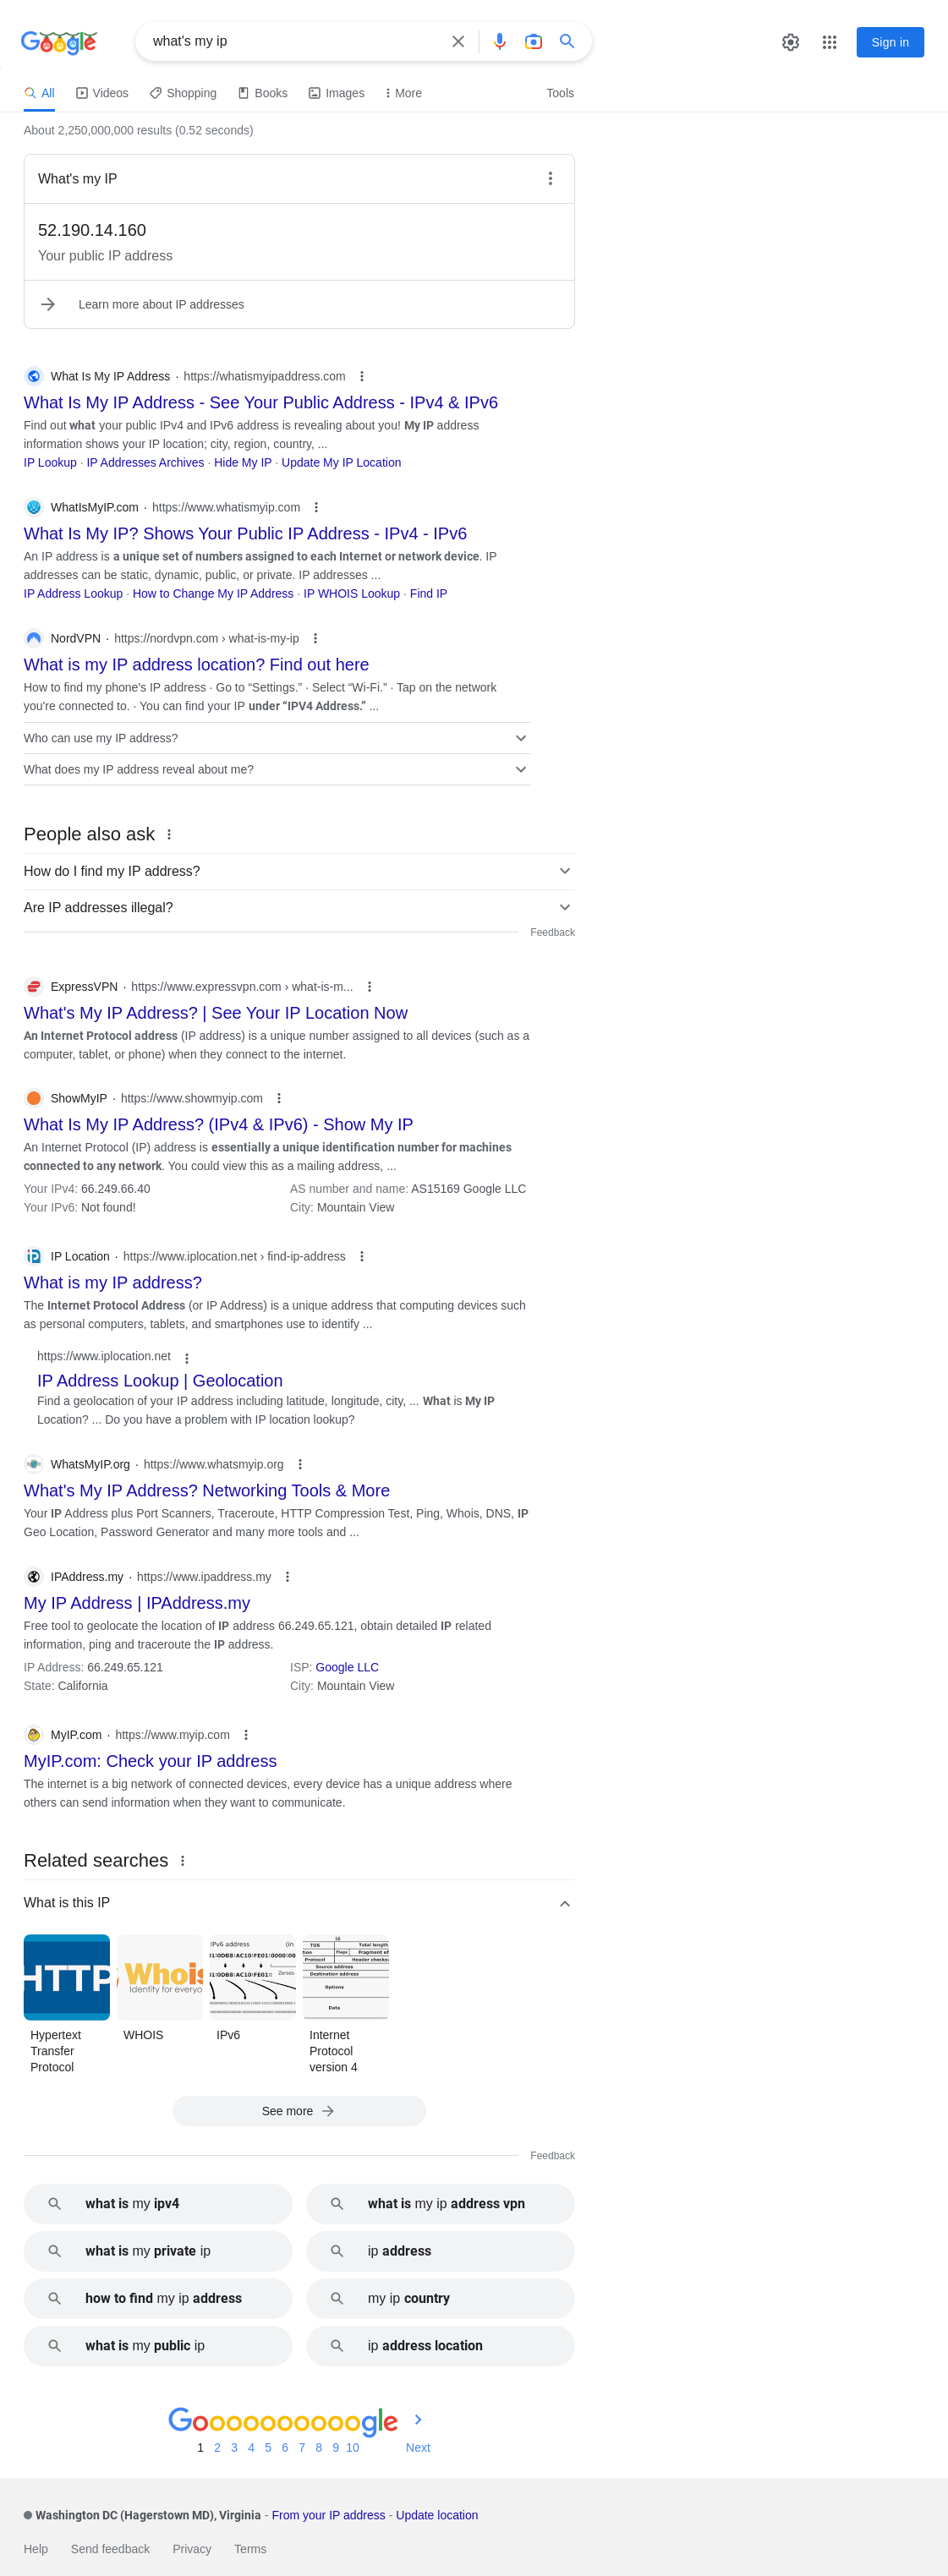 Google
what's my ip
Sign in
All
Videos
Shopping
Books
Images
More
Tools
About 2,250,000,000 results (0.52 seconds)
What's my IP
52.190.14.160
Your public IP address
Learn more about IP addresses
What Is My IP Address · https://whatismyipaddress.com
What Is My IP Address - See Your Public Address - IPv4 & IPv6
Find out what your public IPv4 and IPv6 address is revealing about you! My IP address
information shows your IP location; city, region, country, ...
IP Lookup · IP Addresses Archives · Hide My IP · Update My IP Location
WhatIsMyIP.com · https://www.whatismyip.com
What Is My IP? Shows Your Public IP Address - IPv4 - IPv6
An IP address is a unique set of numbers assigned to each Internet or network device. IP
addresses can be static, dynamic, public, or private. IP addresses ...
IP Address Lookup · How to Change My IP Address · IP WHOIS Lookup · Find IP
NordVPN · https://nordvpn.com › what-is-my-ip
What is my IP address location? Find out here
How to find my phone's IP address · Go to “Settings.” · Select “Wi-Fi.” · Tap on the network
you're connected to. · You can find your IP under “IPV4 Address.” ...
Who can use my IP address?
What does my IP address reveal about me?
People also ask
How do I find my IP address?
Are IP addresses illegal?
Feedback
ExpressVPN · https://www.expressvpn.com › what-is-m...
What's My IP Address? | See Your IP Location Now
An Internet Protocol address (IP address) is a unique number assigned to all devices (such as a
computer, tablet, or phone) when they connect to the internet.
ShowMyIP · https://www.showmyip.com
What Is My IP Address? (IPv4 & IPv6) - Show My IP
An Internet Protocol (IP) address is essentially a unique identification number for machines
connected to any network. You could view this as a mailing address, ...
Your IPv4: 66.249.66.40
AS number and name: AS15169 Google LLC
Your IPv6: Not found!
City: Mountain View
IP Location · https://www.iplocation.net › find-ip-address
What is my IP address?
The Internet Protocol Address (or IP Address) is a unique address that computing devices such
as personal computers, tablets, and smartphones use to identify ...
https://www.iplocation.net
IP Address Lookup | Geolocation
Find a geolocation of your IP address including latitude, longitude, city, ... What is My IP
Location? ... Do you have a problem with IP location lookup?
WhatsMyIP.org · https://www.whatsmyip.org
What's My IP Address? Networking Tools & More
Your IP Address plus Port Scanners, Traceroute, HTTP Compression Test, Ping, Whois, DNS, IP
Geo Location, Password Generator and many more tools and ...
IPAddress.my · https://www.ipaddress.my
My IP Address | IPAddress.my
Free tool to geolocate the location of IP address 66.249.65.121, obtain detailed IP related
information, ping and traceroute the IP address.
IP Address: 66.249.65.121
ISP: Google LLC
State: California
City: Mountain View
MyIP.com · https://www.myip.com
MyIP.com: Check your IP address
The internet is a big network of connected devices, every device has a unique address where
others can send information when they want to communicate.
Related searches
What is this IP
HTTP
Whois
Identity for everyo
IPv6 address (in
01:0DB8:AC10:FE01:0000:00
01:0DB8:AC10:FE01::
Zeroes
TOS
Total length
tion
Flags
Fragment of
Protocol
Header checks
Source address
Destination address
Options
Data
Hypertext
Transfer
Protocol
WHOIS
IPv6
Internet
Protocol
version 4
See more
Feedback
what is my ipv4
what is my ip address vpn
what is my private ip
ip address
how to find my ip address
my ip country
what is my public ip
ip address location
Goooooooooogle
1 2 3 4 5 6 7 8 9 10 Next
Washington DC (Hagerstown MD), Virginia - From your IP address - Update location
Help
Send feedback
Privacy
Terms